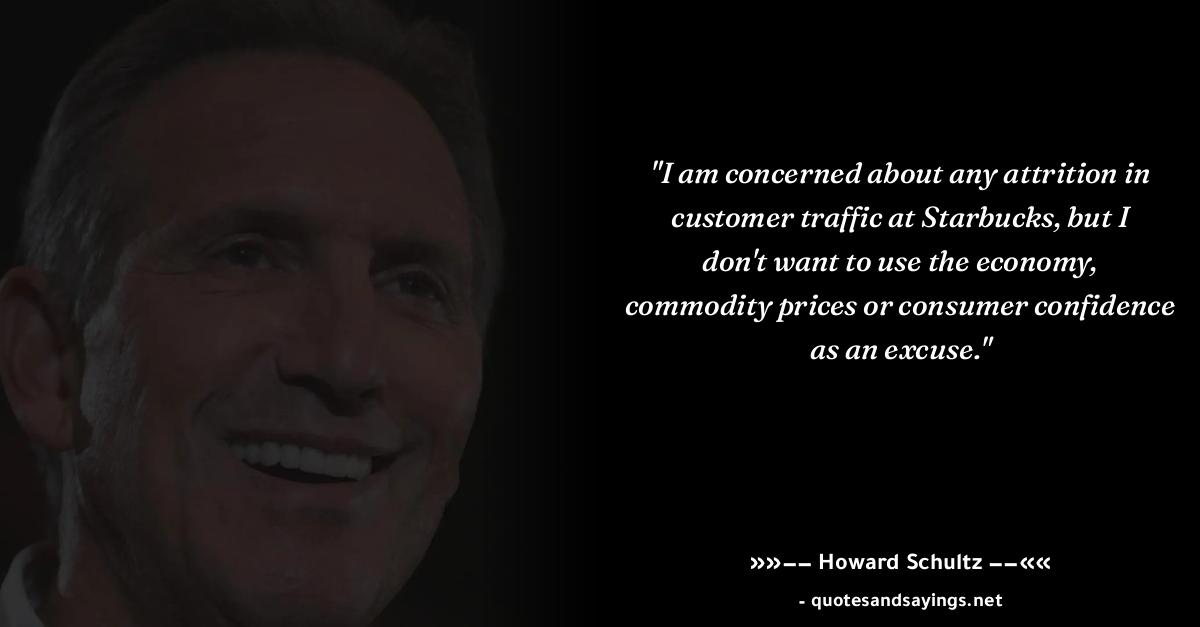 "I am concerned about any attrition in
customer traffic at Starbucks, but I
don't want to use the economy,
commodity prices or consumer confidence
as an excuse."
»»–– Howard Schultz ––««
- quotesandsayings.net